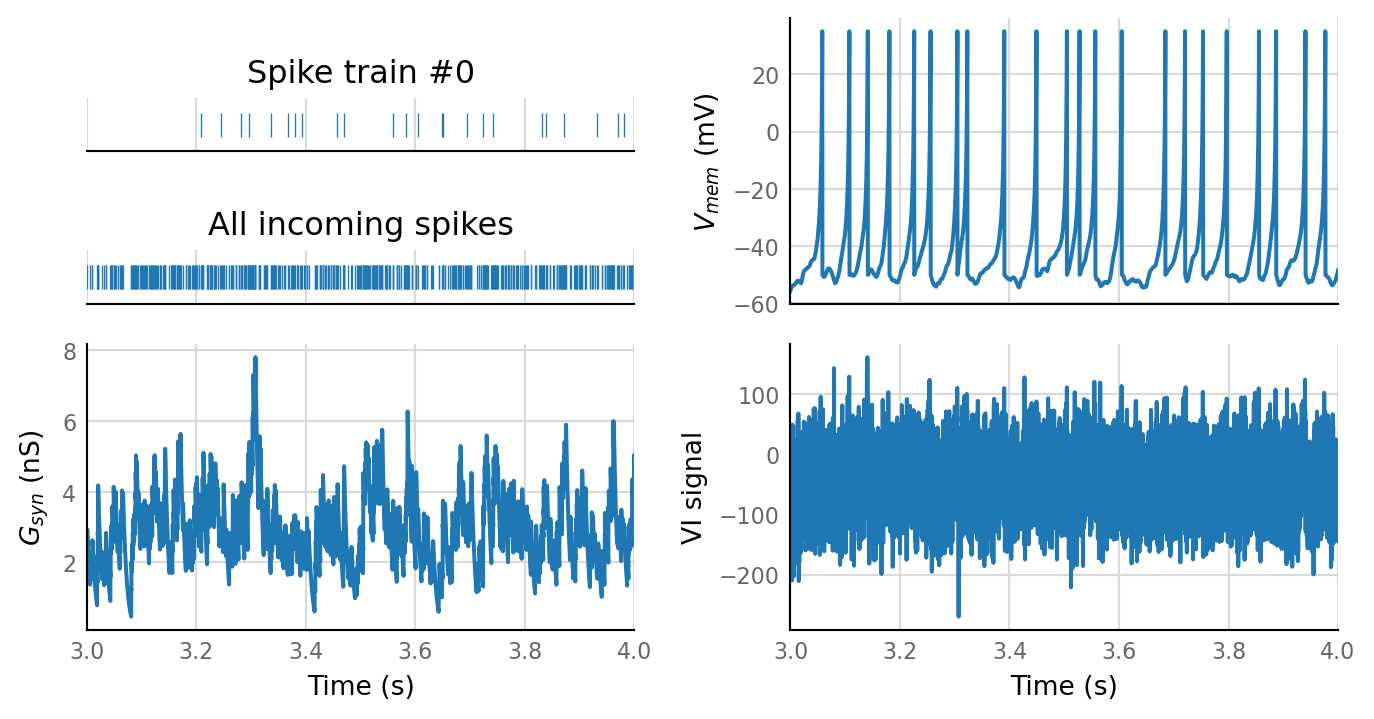 Spike train #0
All incoming spikes
G_syn (nS)
8
6
4
2
3.0 3.2 3.4 3.6 3.8 4.0
Time (s)
V_mem (mV)
20
0
−20
−40
−60
VI signal
100
0
−100
−200
3.0 3.2 3.4 3.6 3.8 4.0
Time (s)